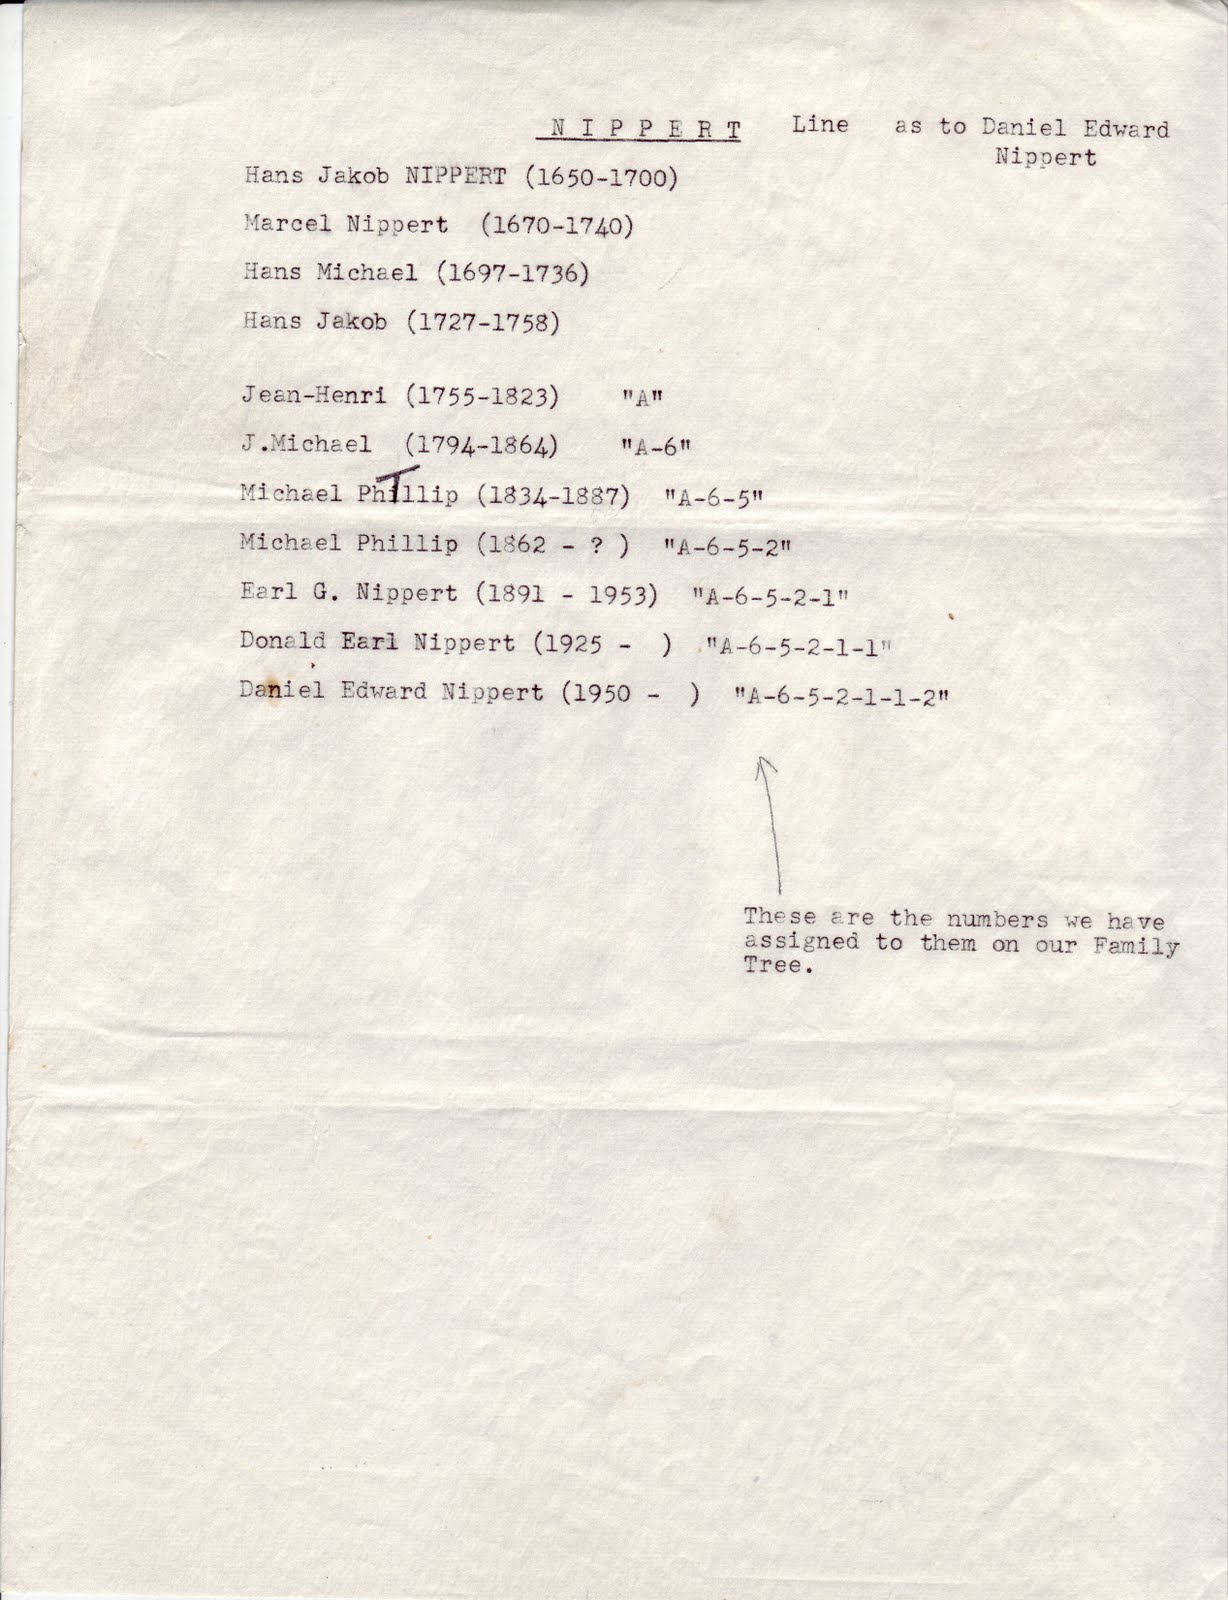 N I P P E R T Line as to Daniel Edward
Nippert
Hans Jakob NIPPERT (1650-1700)
Marcel Nippert (1670-1740)
Hans Michael (1697-1736)
Hans Jakob (1727-1758)
Jean-Henri (1755-1823) "A"
J.Michael (1794-1864) "A-6"
Michael Phillip (1834-1887) "A-6-5"
Michael Phillip (1862 - ? ) "A-6-5-2"
Earl G. Nippert (1891 - 1953) "A-6-5-2-1"
Donald Earl Nippert (1925 - ) "A-6-5-2-1-1"
Daniel Edward Nippert (1950 - ) "A-6-5-2-1-1-2"
These are the numbers we have
assigned to them on our Family
Tree.